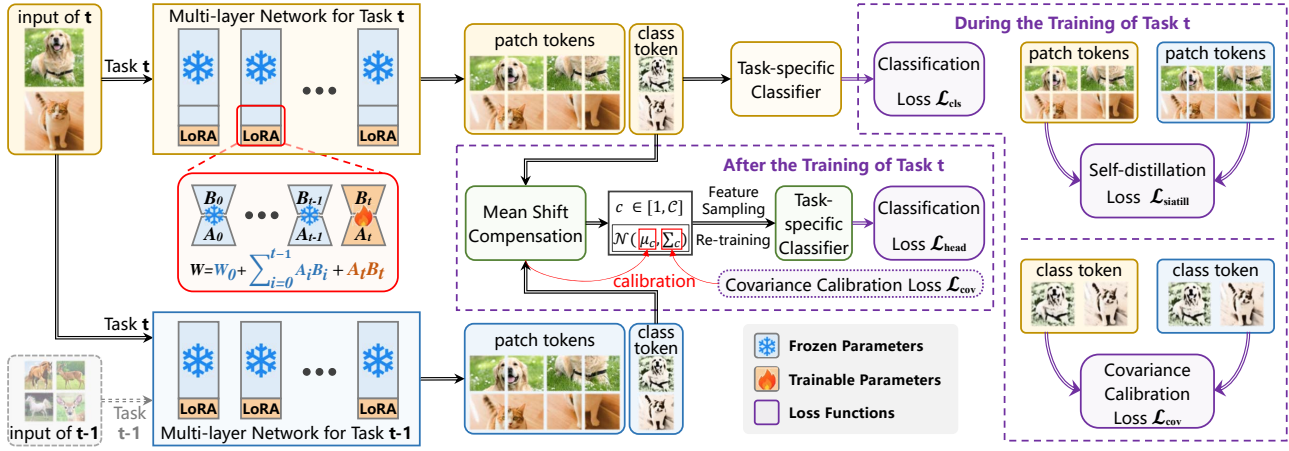 input of t
Multi-layer Network for Task t
Task t
LoRA
LoRA
LoRA
patch tokens
class
token
Task-specific
Classifier
Classification
Loss ℒcls
During the Training of Task t
patch tokens
patch tokens
Self-distillation
Loss ℒsiatill
B0
A0
Bt-1
At-1
Bt
At
W=W0+∑_{i=0}^{t-1} AiBi + AtBt
After the Training of Task t
Mean Shift
Compensation
c ∈ [1, C]
𝒩(μc, Σc)
Feature
Sampling
Re-training
Task-
specific
Classifier
Classification
Loss ℒhead
calibration
Covariance Calibration Loss ℒcov
class token
class token
Covariance
Calibration
Loss ℒcov
Task t
input of t-1
Task
t-1
LoRA
LoRA
LoRA
Multi-layer Network for Task t-1
patch tokens
class
token
Frozen Parameters
Trainable Parameters
Loss Functions